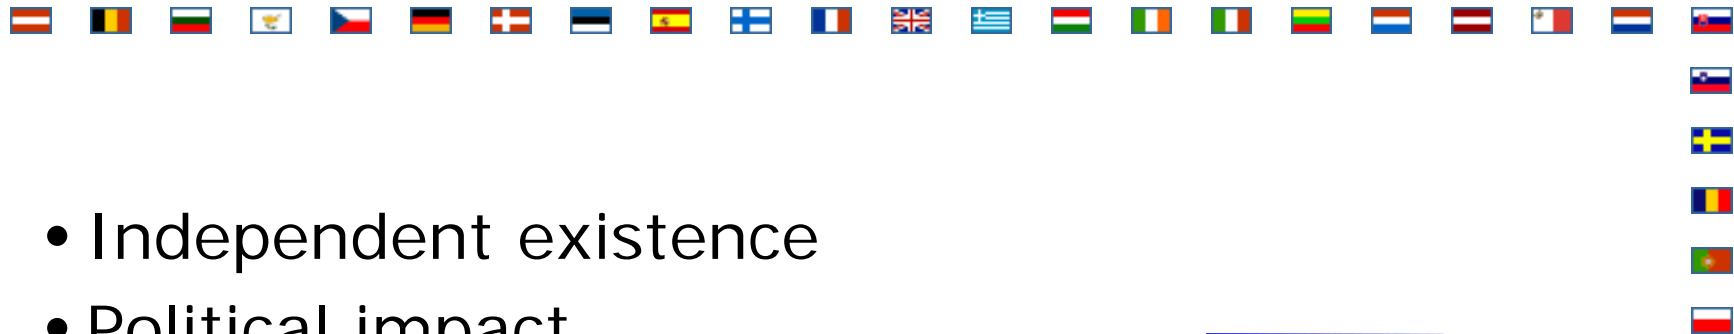 • Independent existence
• Political impact